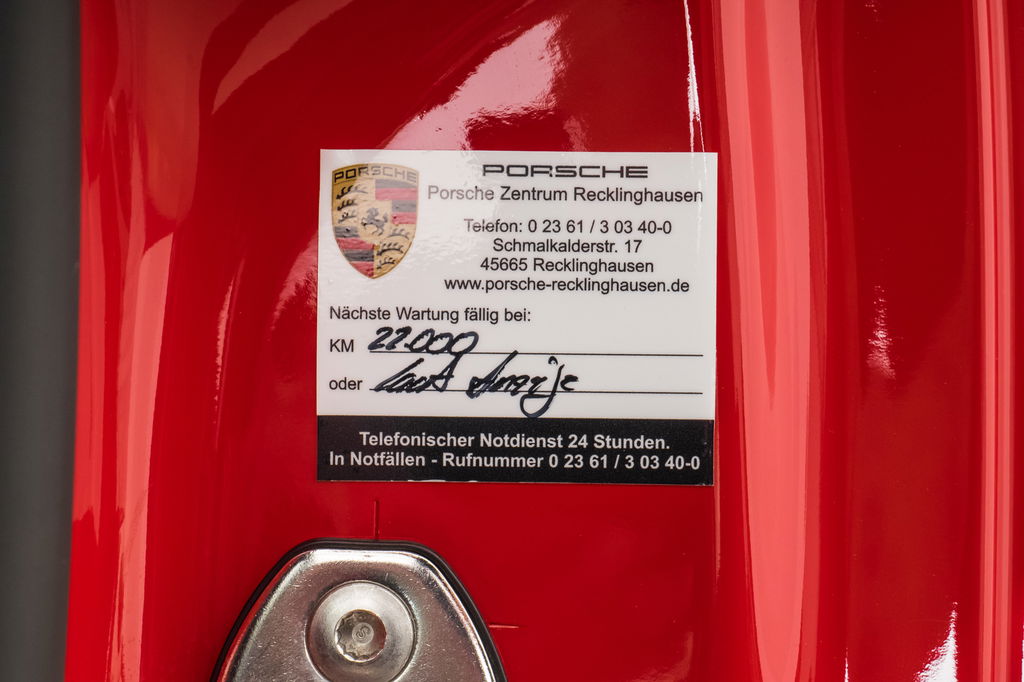 PORSCHE
PORSCHE
Porsche Zentrum Recklinghausen
Telefon: 0 23 61 / 3 03 40-0
Schmalkalderstr. 17
45665 Recklinghausen
www.porsche-recklinghausen.de
Nächste Wartung fällig bei:
KM 22.000
oder laut Anzeige
Telefonischer Notdienst 24 Stunden.
In Notfällen - Rufnummer 0 23 61 / 3 03 40-0